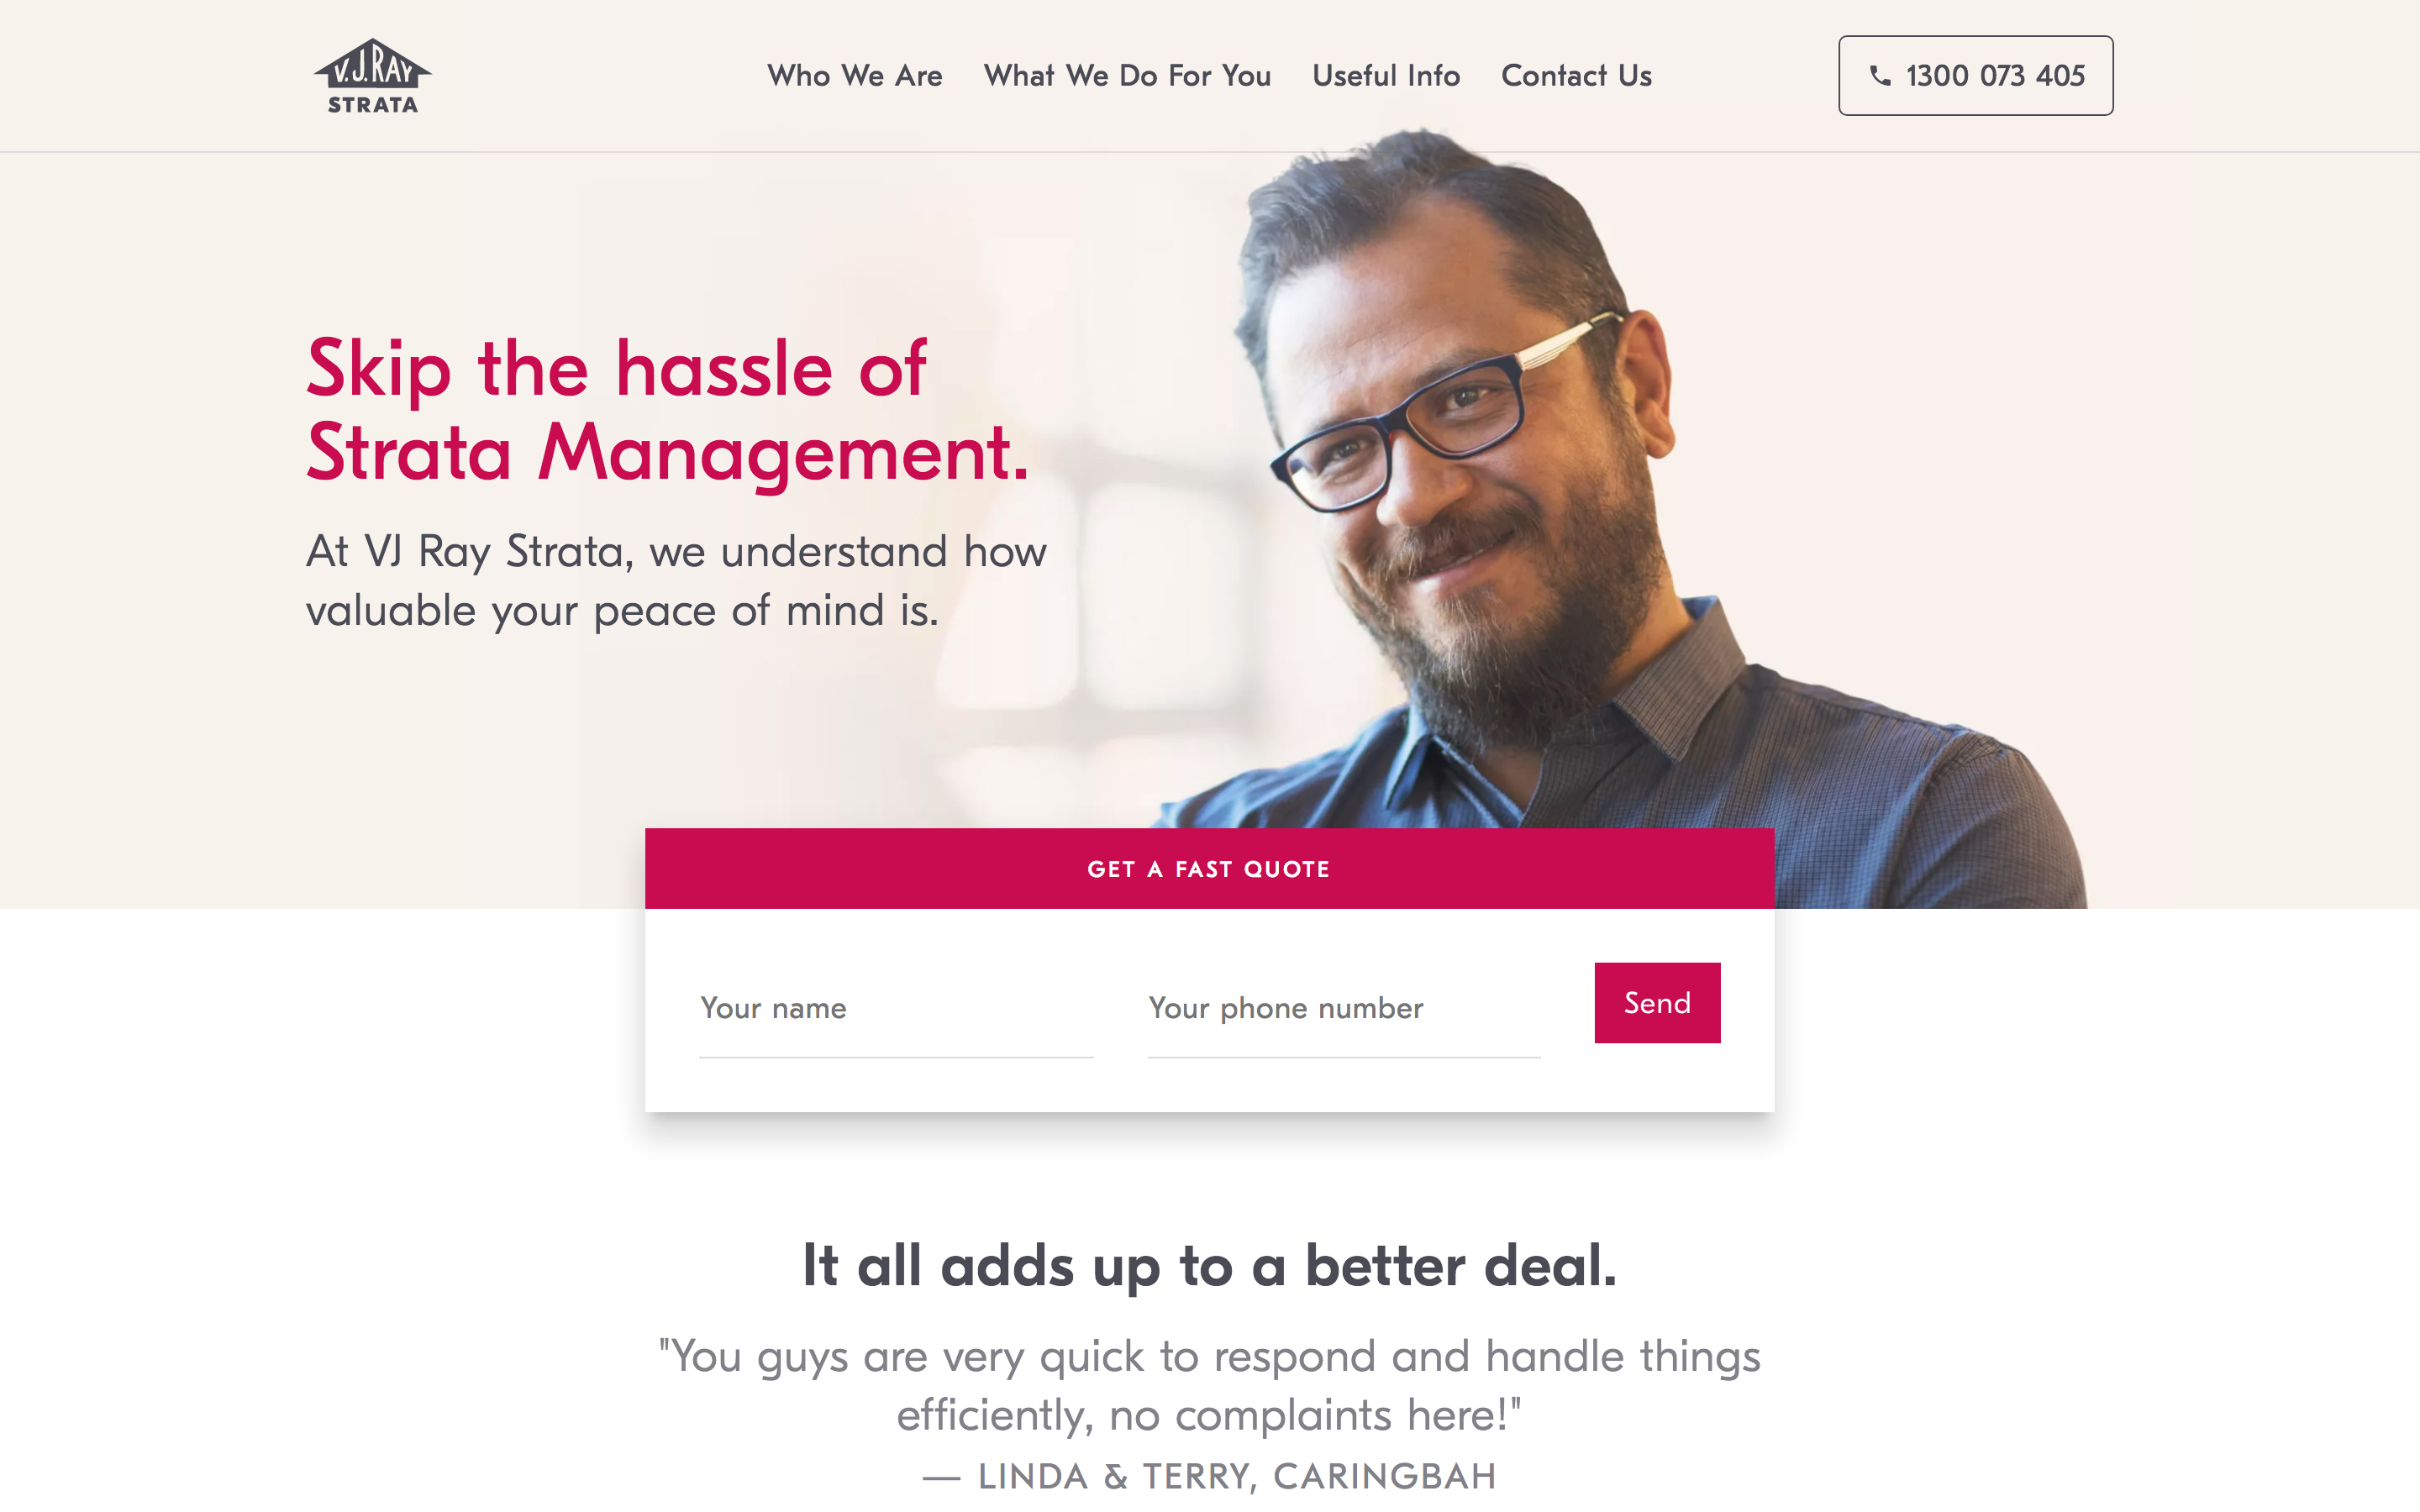 V.J.RAY
STRATA
Who We Are
What We Do For You
Useful Info
Contact Us
1300 073 405
Skip the hassle of
Strata Management.
At VJ Ray Strata, we understand how
valuable your peace of mind is.
GET A FAST QUOTE
Your name
Your phone number
Send
It all adds up to a better deal.
"You guys are very quick to respond and handle things
efficiently, no complaints here!"
— LINDA & TERRY, CARINGBAH